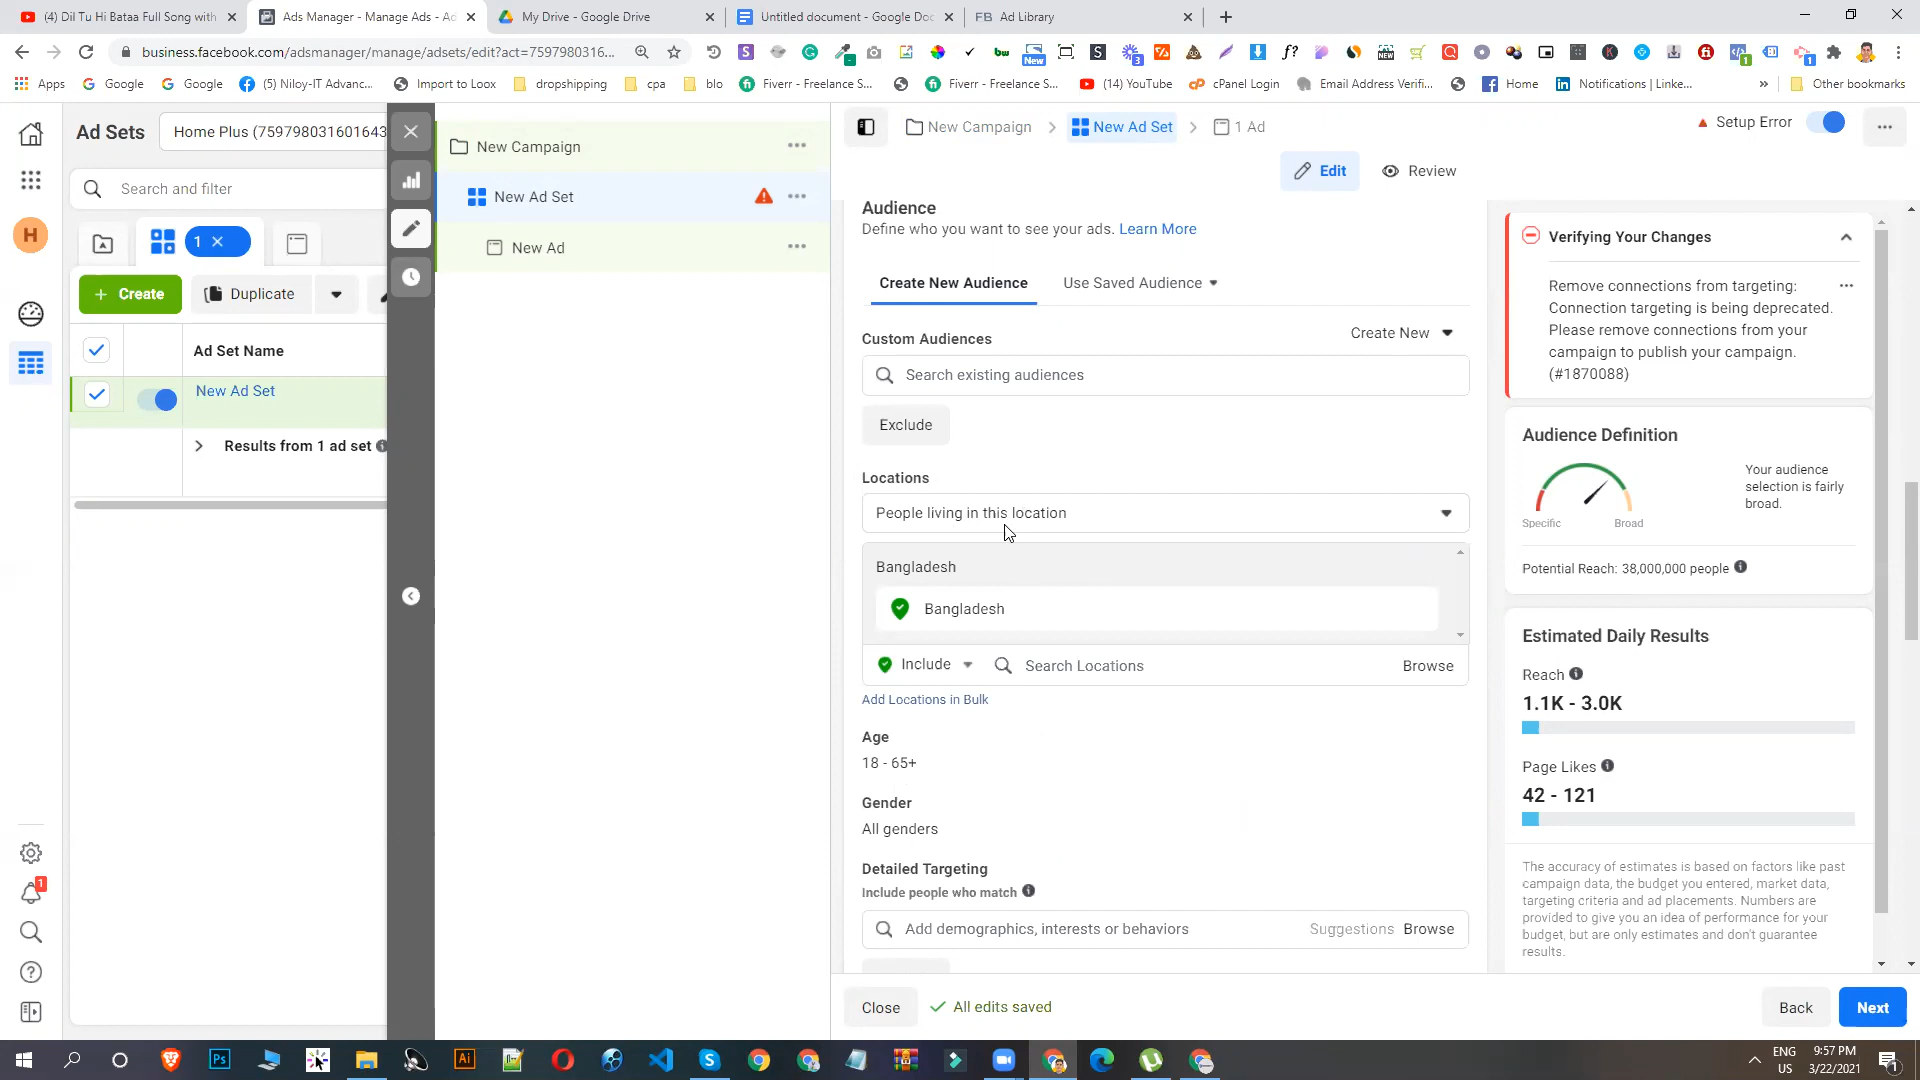 (4) Dil Tu Hi Bataa Full Song with
Ads Manager - Manage Ads - Ad
My Drive - Google Drive
Untitled document - Google Doc
FB Ad Library
business.facebook.com/adsmanager/manage/adsets/edit?act=7597980316...
Apps
Google
Google
(5) Niloy-IT Advanc...
Import to Loox
dropshipping
cpa
blo
Fiverr - Freelance S...
Fiverr - Freelance S...
(14) YouTube
cPanel Login
Email Address Verifi...
Home
Notifications | Linke...
Other bookmarks
Ad Sets
Home Plus (759798031601643
New Campaign
New Ad Set
1 Ad
Setup Error
Search and filter
New Campaign
New Ad Set
New Ad
Edit
Review
H
1
Create
Duplicate
Ad Set Name
New Ad Set
Results from 1 ad set
Audience
Define who you want to see your ads. Learn More
Create New Audience
Use Saved Audience
Custom Audiences
Create New
Search existing audiences
Exclude
Locations
People living in this location
Bangladesh
Bangladesh
Include
Search Locations
Browse
Add Locations in Bulk
Age
18 - 65+
Gender
All genders
Detailed Targeting
Include people who match
Add demographics, interests or behaviors
Suggestions
Browse
Close
All edits saved
Back
Next
Verifying Your Changes
Remove connections from targeting:
Connection targeting is being deprecated.
Please remove connections from your
campaign to publish your campaign.
(#1870088)
Audience Definition
Your audience
selection is fairly
broad.
Specific
Broad
Potential Reach: 38,000,000 people
Estimated Daily Results
Reach
1.1K - 3.0K
Page Likes
42 - 121
The accuracy of estimates is based on factors like past
campaign data, the budget you entered, market data,
targeting criteria and ad placements. Numbers are
provided to give you an idea of performance for your
budget, but are only estimates and don't guarantee
results.
ENG
US
9:57 PM
3/22/2021